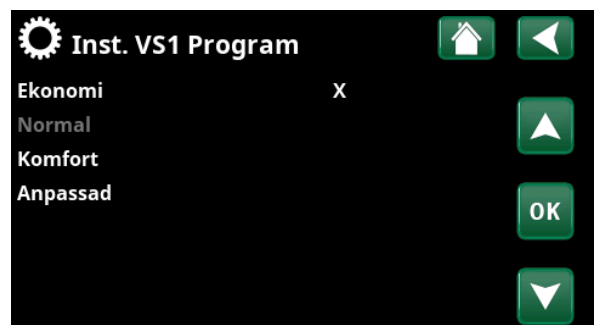 Inst. VS1 Program
Ekonomi X
Normal
Komfort
Anpassad
OK